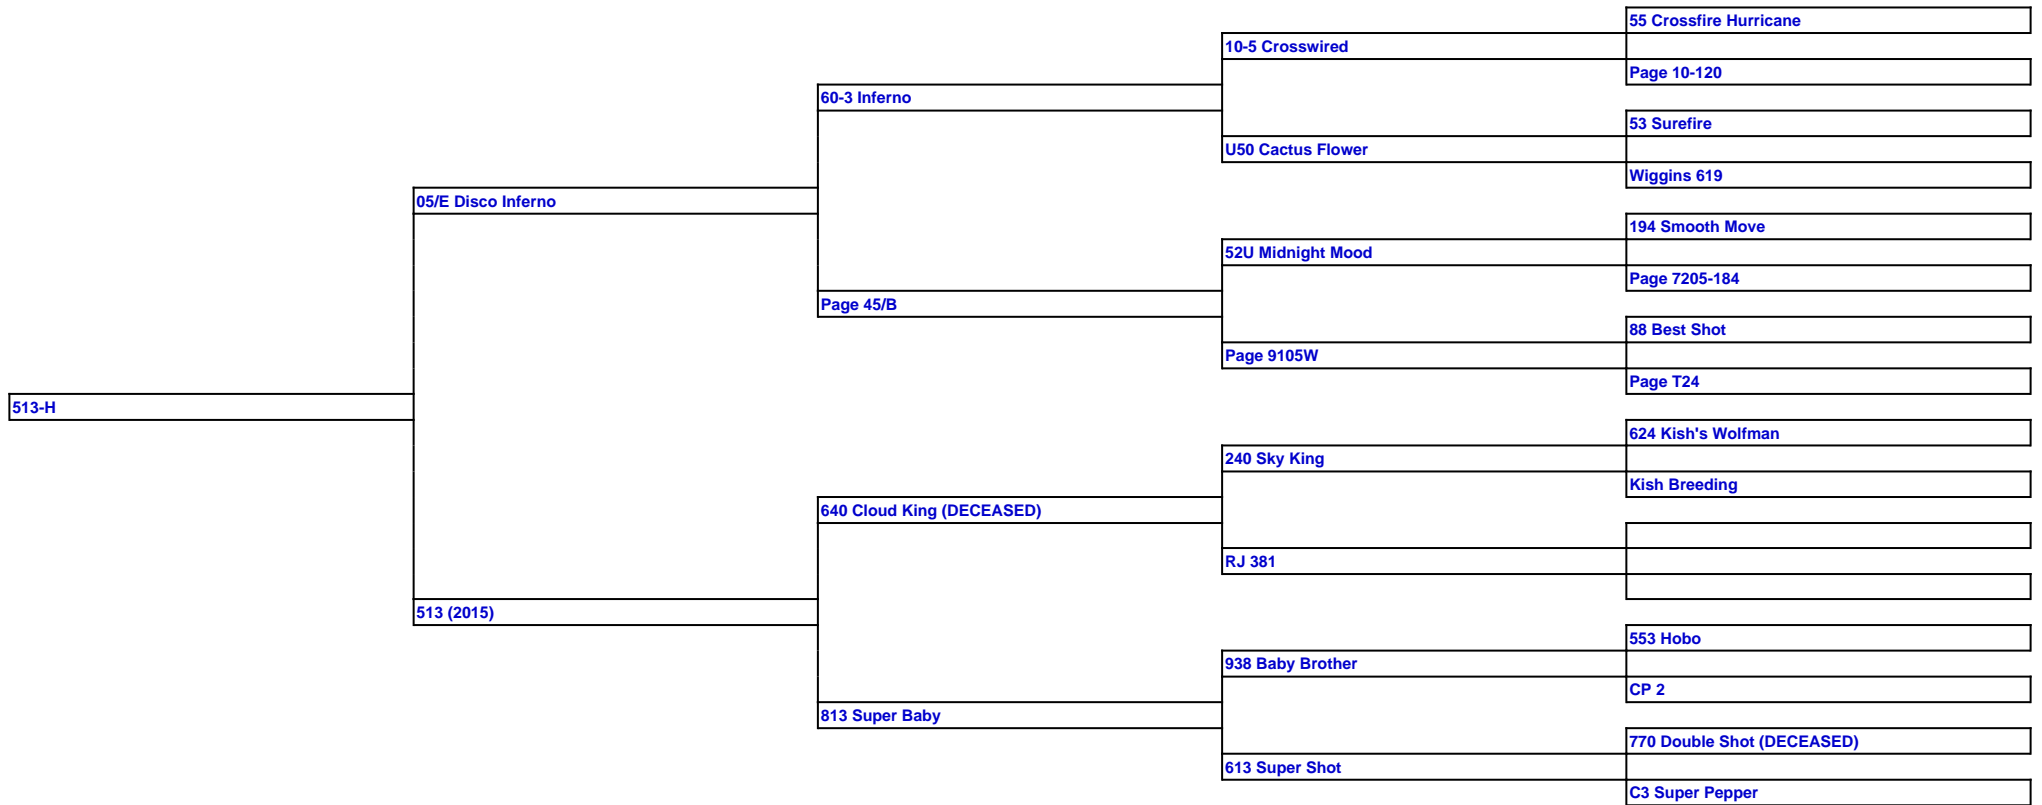 55 Crossfire Hurricane
10-5 Crosswired
Page 10-120
60-3 Inferno
53 Surefire
U50 Cactus Flower
Wiggins 619
05/E Disco Inferno
194 Smooth Move
52U Midnight Mood
Page 7205-184
Page 45/B
88 Best Shot
Page 9105W
Page T24
513-H
624 Kish's Wolfman
240 Sky King
Kish Breeding
640 Cloud King (DECEASED)
RJ 381
513 (2015)
553 Hobo
938 Baby Brother
CP 2
813 Super Baby
770 Double Shot (DECEASED)
613 Super Shot
C3 Super Pepper